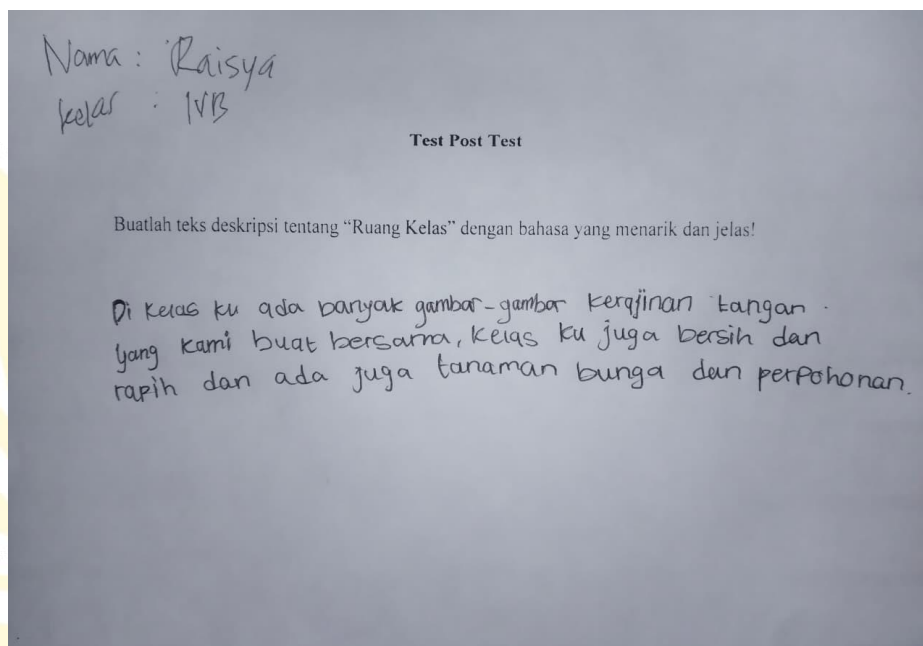 Nama : Raisya
kelas : IVB
Test Post Test
Buatlah teks deskripsi tentang “Ruang Kelas” dengan bahasa yang menarik dan jelas!
Di kelas ku ada banyak gambar-gambar kerajinan tangan.
yang kami buat bersama, kelas ku juga bersih dan
rapih dan ada juga tanaman bunga dan perpohonan.